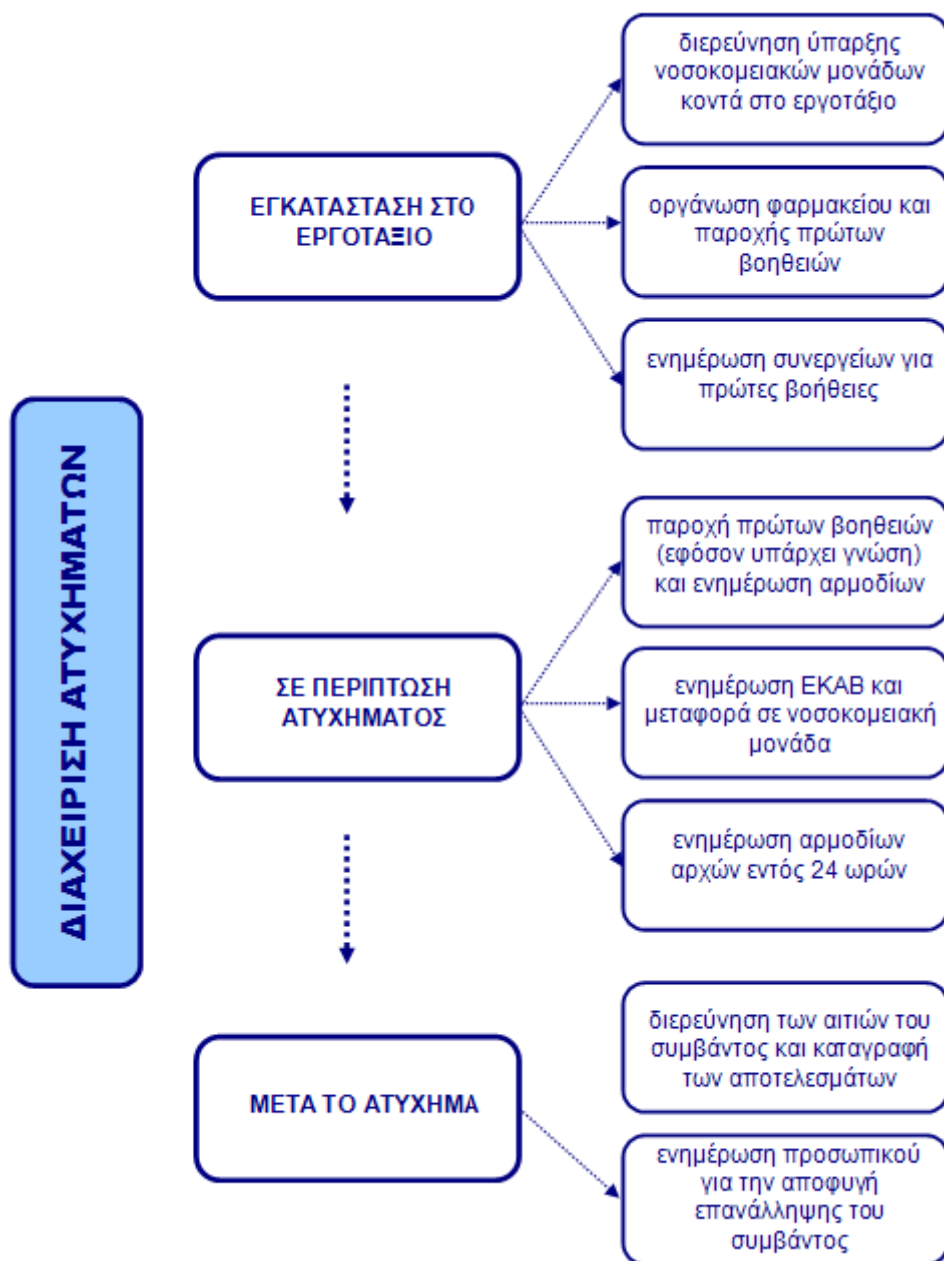 ΔΙΑΧΕΙΡΙΣΗ ΑΤΥΧΗΜΑΤΩΝ
ΕΓΚΑΤΑΣΤΑΣΗ ΣΤΟ
ΕΡΓΟΤΑΞΙΟ
διερεύνηση ύπαρξης
νοσοκομειακών μονάδων
κοντά στο εργοτάξιο
οργάνωση φαρμακείου και
παροχής πρώτων
βοηθειών
ενημέρωση συνεργείων για
πρώτες βοήθειες
ΣΕ ΠΕΡΙΠΤΩΣΗ
ΑΤΥΧΗΜΑΤΟΣ
παροχή πρώτων βοηθειών
(εφόσον υπάρχει γνώση)
και ενημέρωση αρμοδίων
ενημέρωση ΕΚΑΒ και
μεταφορά σε νοσοκομειακή
μονάδα
ενημέρωση αρμοδίων
αρχών εντός 24 ωρών
ΜΕΤΑ ΤΟ ΑΤΥΧΗΜΑ
διερεύνηση των αιτιών του
συμβάντος και καταγραφή
των αποτελεσμάτων
ενημέρωση προσωπικού
για την αποφυγή
επανάλληψης του
συμβάντος